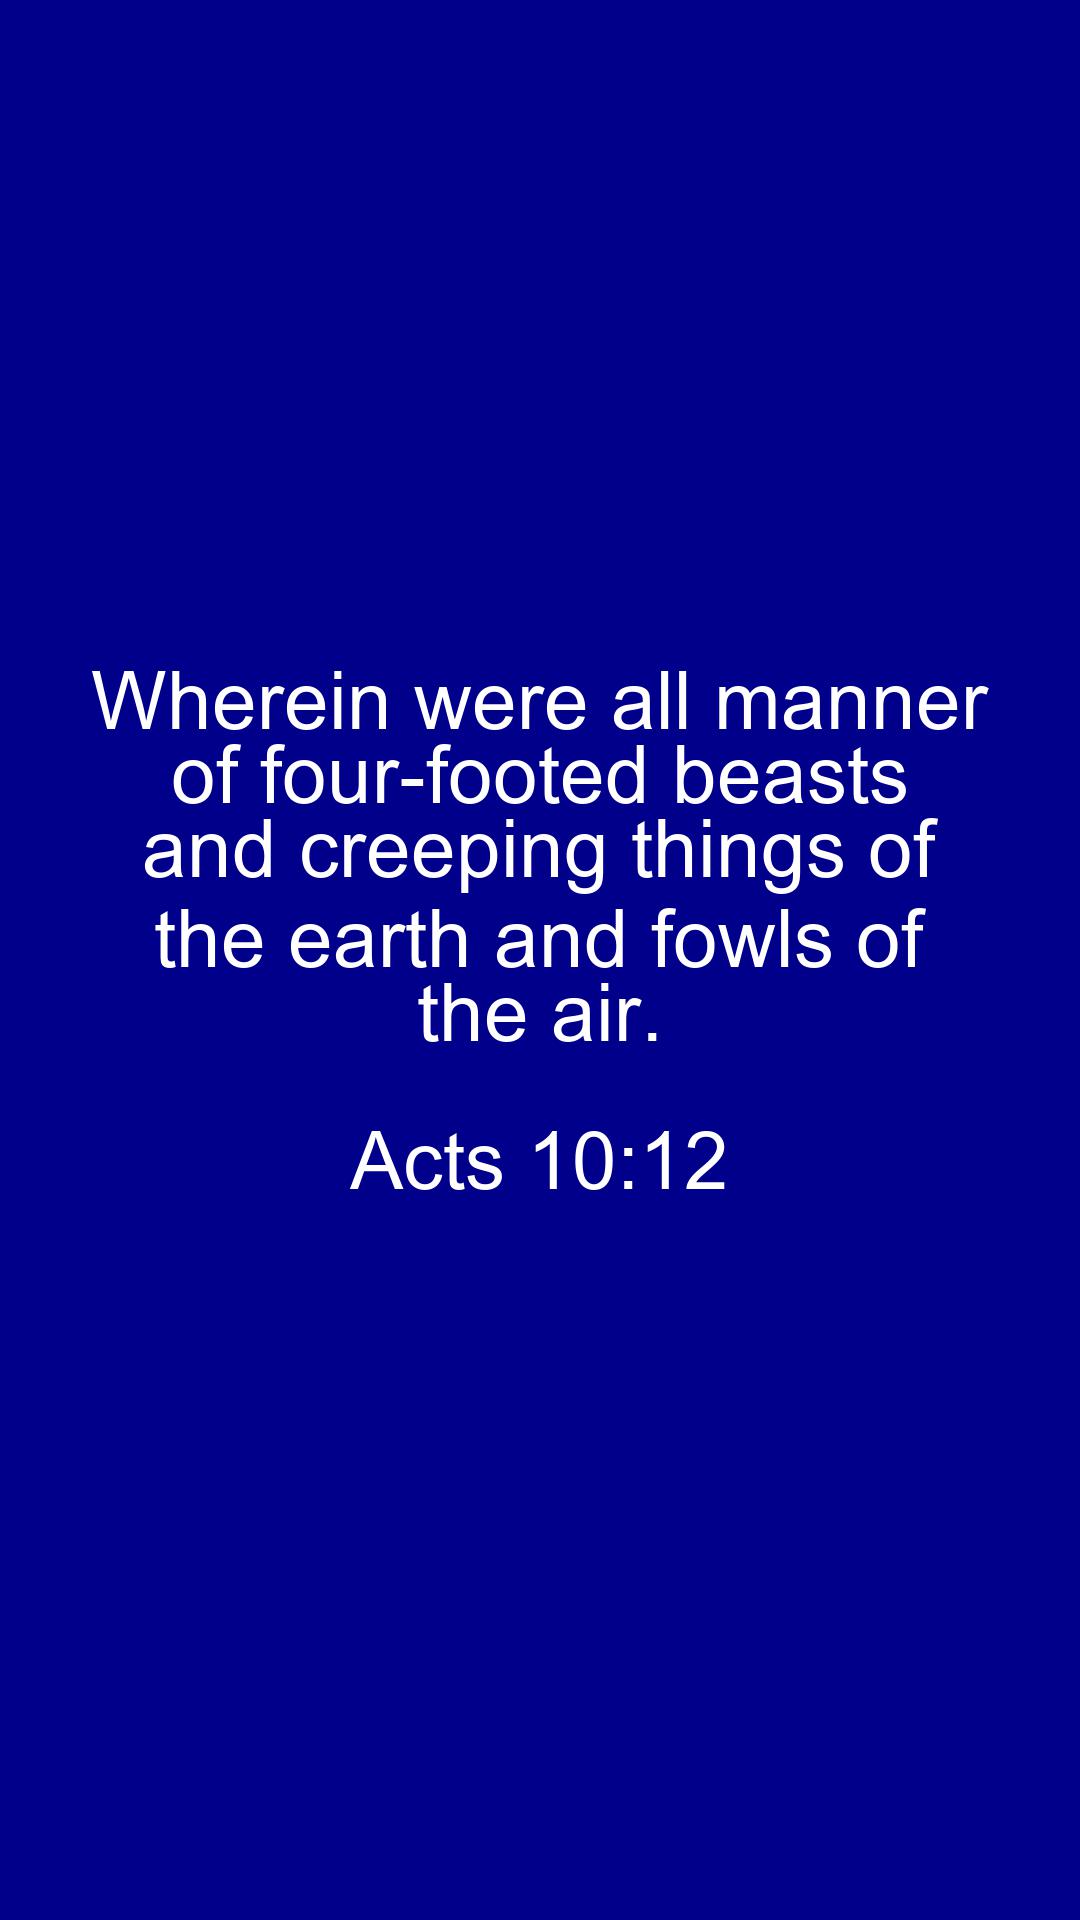 Wherein were all manner
of four-footed beasts
and creeping things of
the earth and fowls of
the air.
Acts 10:12